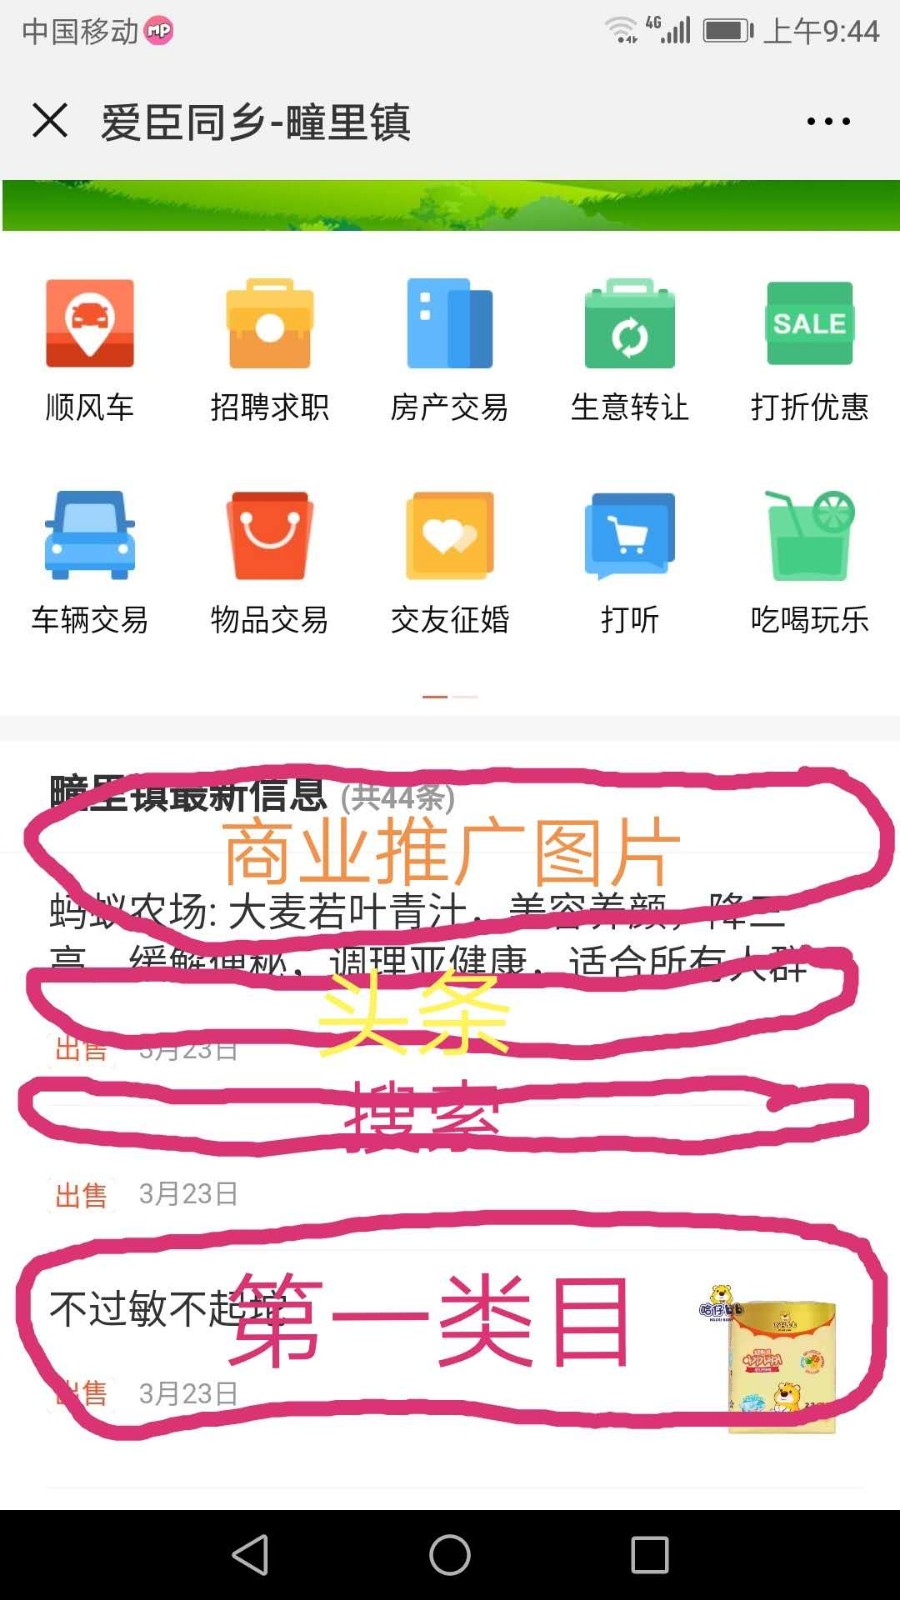 中国移动 MP 4G 上午9:44
爱臣同乡-疃里镇
SALE
顺风车 招聘求职 房产交易 生意转让 打折优惠
车辆交易 物品交易 交友征婚 打听 吃喝玩乐
疃里镇最新信息 (共44条)
商业推广图片
蚂蚁农场: 大麦若叶青汁，美容养颜，降三
高，缓解便秘，调理亚健康，适合所有人群
头条
出售 3月23日
搜索
出售 3月23日
第一类目
不过敏不起痘
出售 3月23日